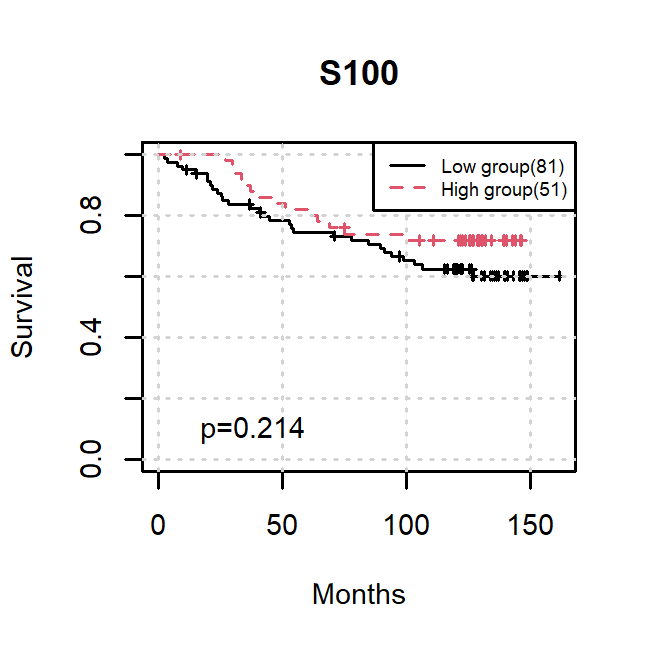 S100
Low group(81)
High group(51)
Survival
0.8
0.4
0.0
p=0.214
0 50 100 150
Months